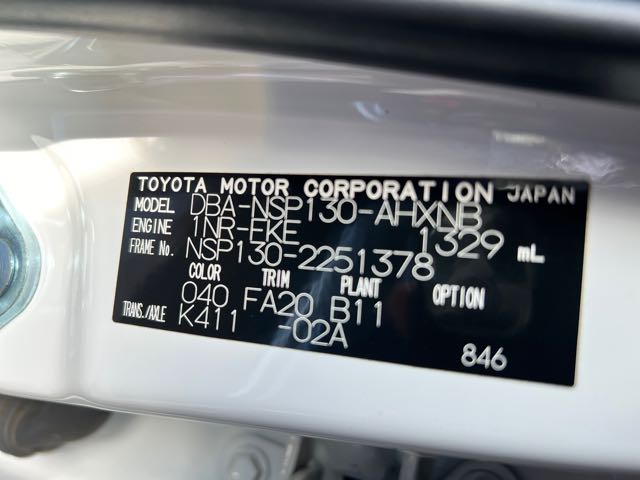 TOYOTA MOTOR CORPORATION JAPAN
MODEL DBA-NSP130-AHXNB
ENGINE 1NR-FKE 1329 mL
FRAME No. NSP130-2251378
COLOR TRIM PLANT OPTION
040 FA20 B11
TRANS./AXLE K411 -02A
846